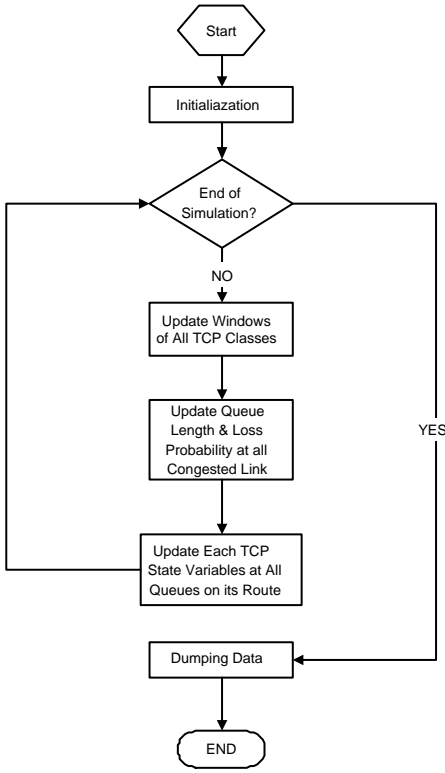 Start
Initialiazation
End of
Simulation?
NO
Update Windows
of All TCP Classes
Update Queue
Length & Loss
Probability at all
Congested Link
YES
Update Each TCP
State Variables at All
Queues on its Route
Dumping Data
END